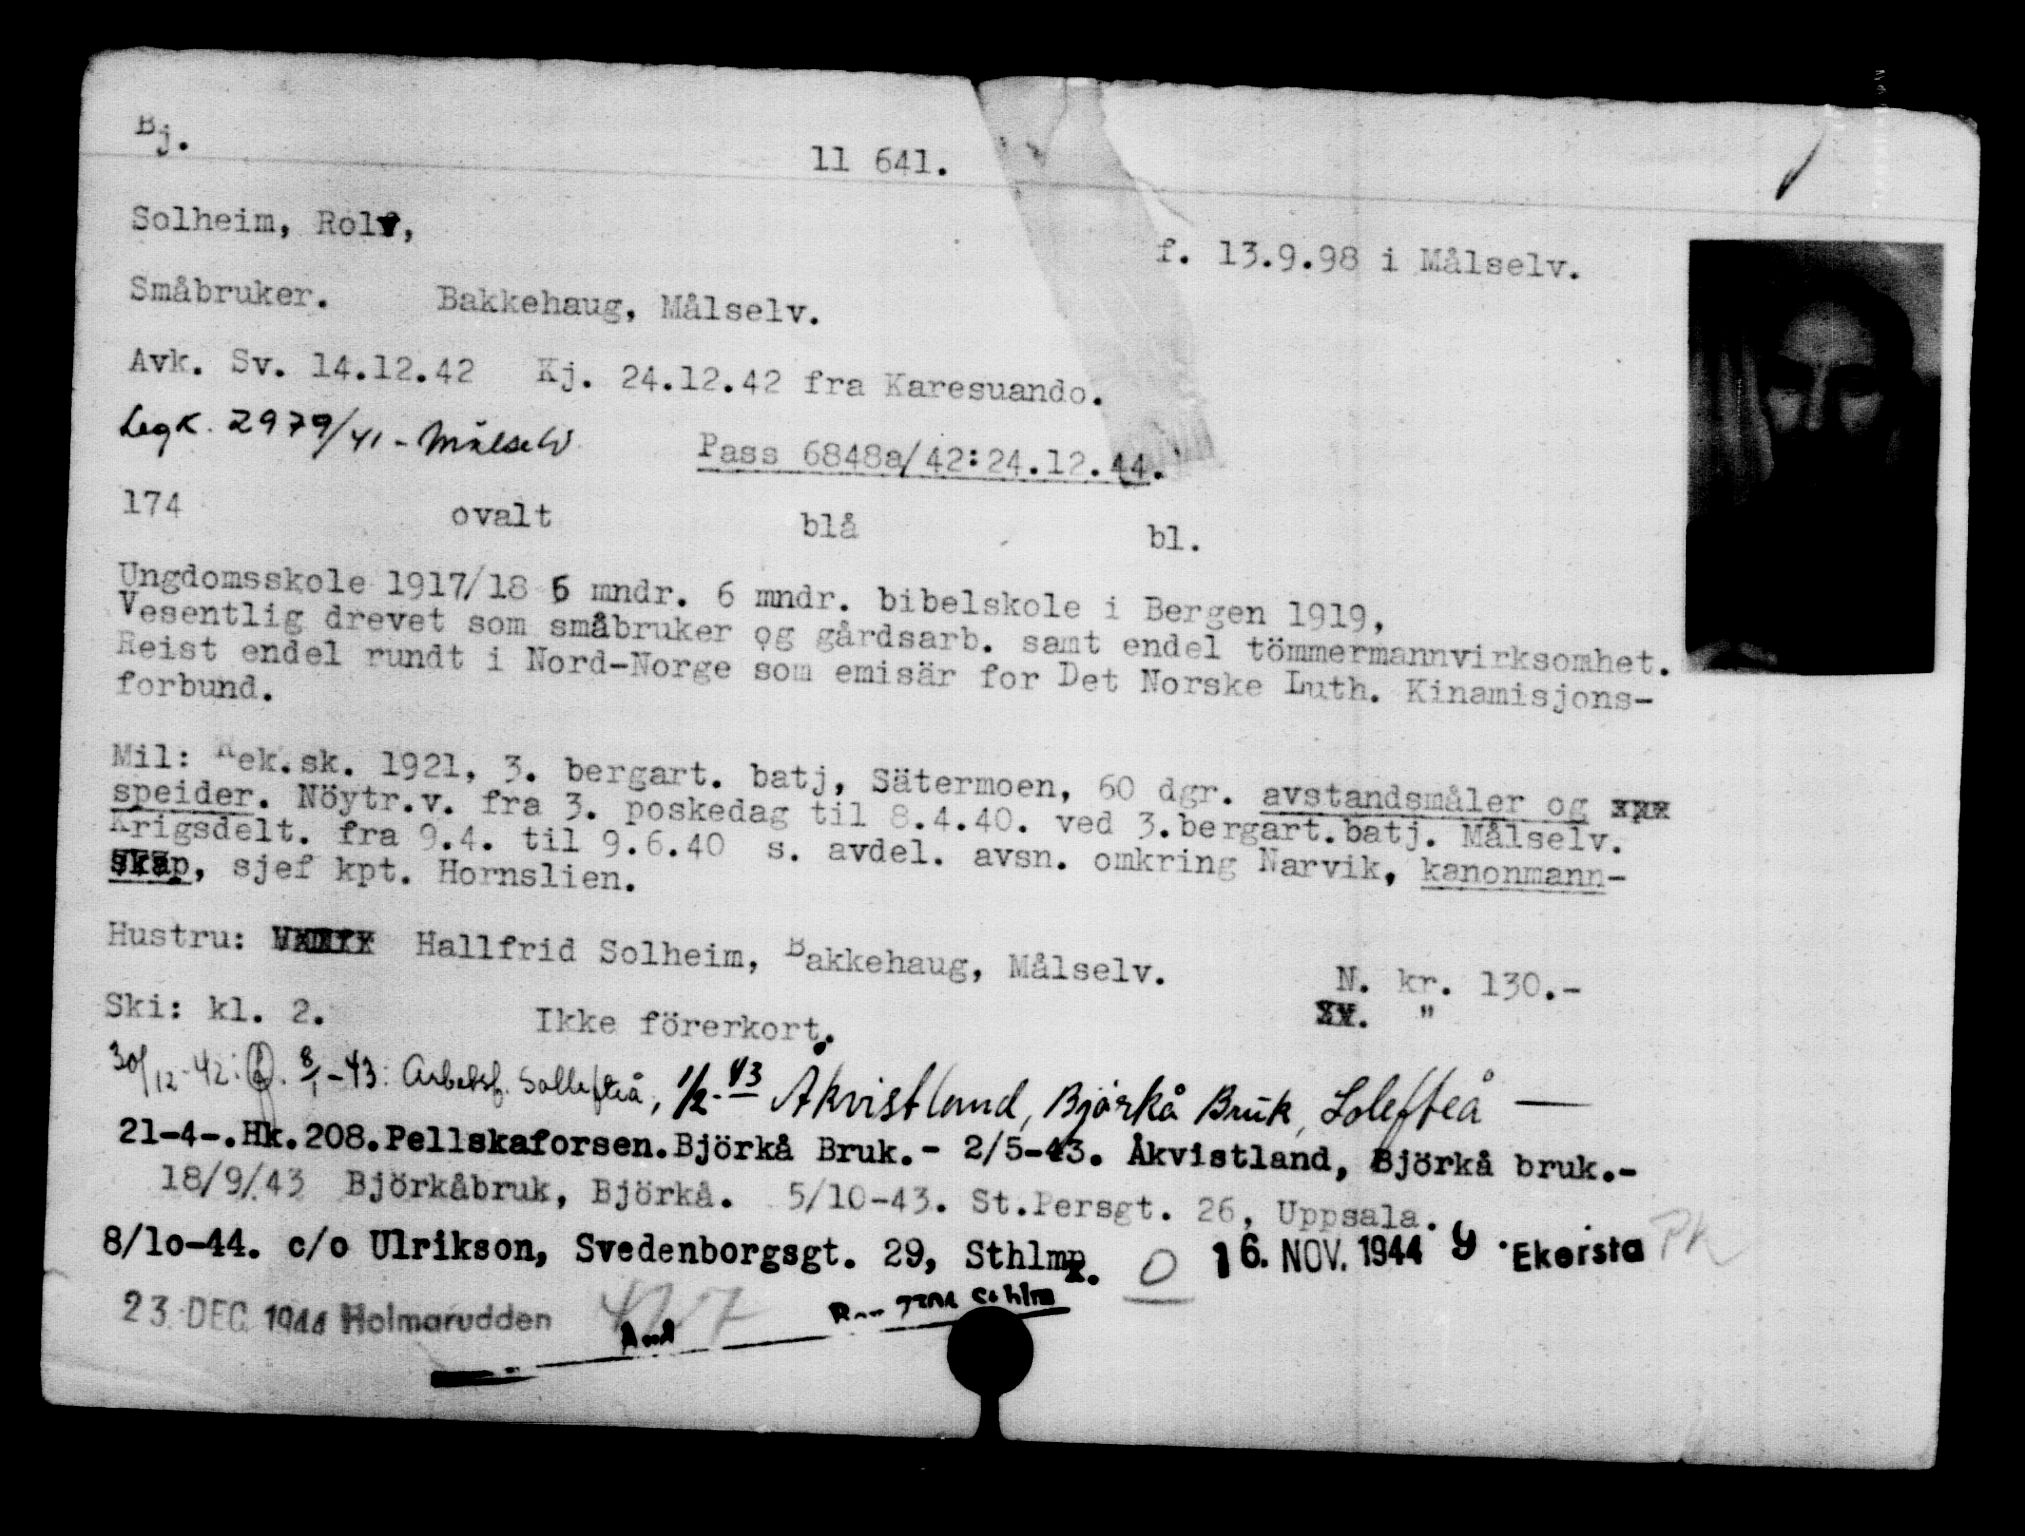 Bj.
11 641.
Solheim, Rolf,
f. 13.9.98 i Målselv.
Småbruker. Bakkehaug, Målselv.
Avk. Sv. 14.12.42 Kj. 24.12.42 fra Karesuando.
Legk. 2979/41 - Målselv
Pass 6848a/42:24.12.44.
174 ovalt blå bl.
Ungdomsskole 1917/18 6 mndr. 6 mndr. bibelskole i Bergen 1919,
Vesentlig drevet som småbruker og gårdsarb. samt endel tömmermannvirksomhet.
Reist endel rundt i Nord-Norge som emisär for Det Norske Luth. Kinamisjons-
forbund.
Mil: Rek.sk. 1921, 3. bergart. batj, Sätermoen, 60 dgr. avstandsmåler og
speider. Nöytr.v. fra 3. poskedag til 8.4.40. ved 3.bergart.batj. Målselv.
Krigsdelt. fra 9.4. til 9.6.40 s. avdel. avsn. omkring Narvik, kanonmann-
skap, sjef kpt. Hornslien.
Hustru: Hallfrid Solheim, Bakkehaug, Målselv.
N. kr. 130.-
Ski: kl. 2. Ikke förerkort.
"
30/12-42: 8/1-43: Arbeidsf. Sollefteå, 1/2-43 Åkvistland, Björkå Bruk, Solefteå —
21-4-.Hk.208.Pellskaforsen.Björkå Bruk.- 2/5-43. Åkvistland, Björkå bruk.-
18/9/43 Björkåbruk, Björkå. 5/10-43. St.Persgt. 26, Uppsala.
8/10-44. c/o Ulrikson, Svedenborgsgt. 29, Sthlm. O 16. NOV. 1944 9 Ekersta
23 DEC 1944 Holmarudden
Sthlm